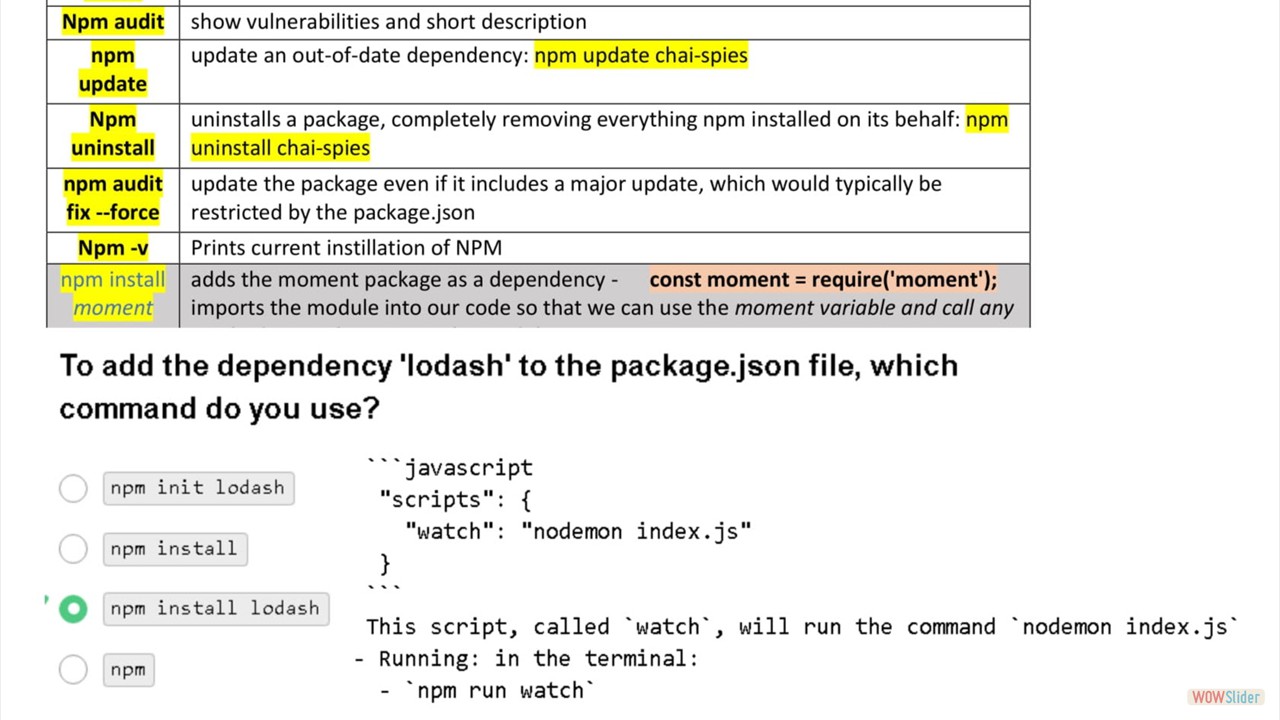 Npm audit show vulnerabilities and short description
npm update an out-of-date dependency: npm update chai-spies
update
Npm uninstalls a package, completely removing everything npm installed on its behalf: npm
uninstall uninstall chai-spies
npm audit update the package even if it includes a major update, which would typically be
fix --force restricted by the package.json
Npm -v Prints current instillation of NPM
npm install adds the moment package as a dependency - const moment = require('moment');
moment imports the module into our code so that we can use the moment variable and call any
To add the dependency 'lodash' to the package.json file, which
command do you use?
npm init lodash
npm install
npm install lodash
npm
```javascript
"scripts": {
"watch": "nodemon index.js"
}
```
This script, called `watch`, will run the command `nodemon index.js`
- Running: in the terminal:
- `npm run watch`
WOWSlider